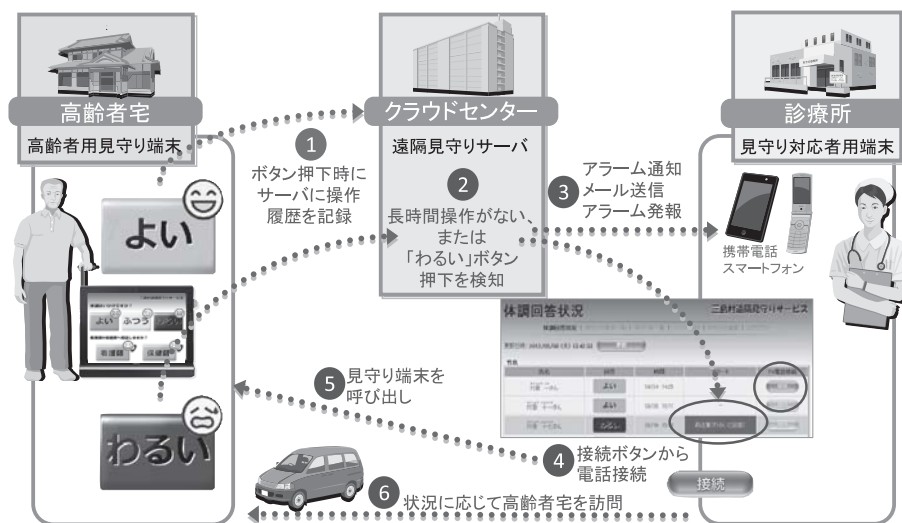 高齢者宅
高齢者用見守り端末
クラウドセンター
遠隔見守りサーバ
診療所
見守り対応者用端末
1
ボタン押下時に
サーバに操作
履歴を記録
2
長時間操作がない、
または
「わるい」ボタン
押下を検知
3
アラーム通知
メール送信
アラーム発報
携帯電話
スマートフォン
よい
よい
ふつう
看護師
保健師
わるい
体調回答状況
三島村遠隔見守りサービス
よい
よい
わるい
5
見守り端末を
呼び出し
4
接続ボタンから
電話接続
接続
6
状況に応じて高齢者宅を訪問